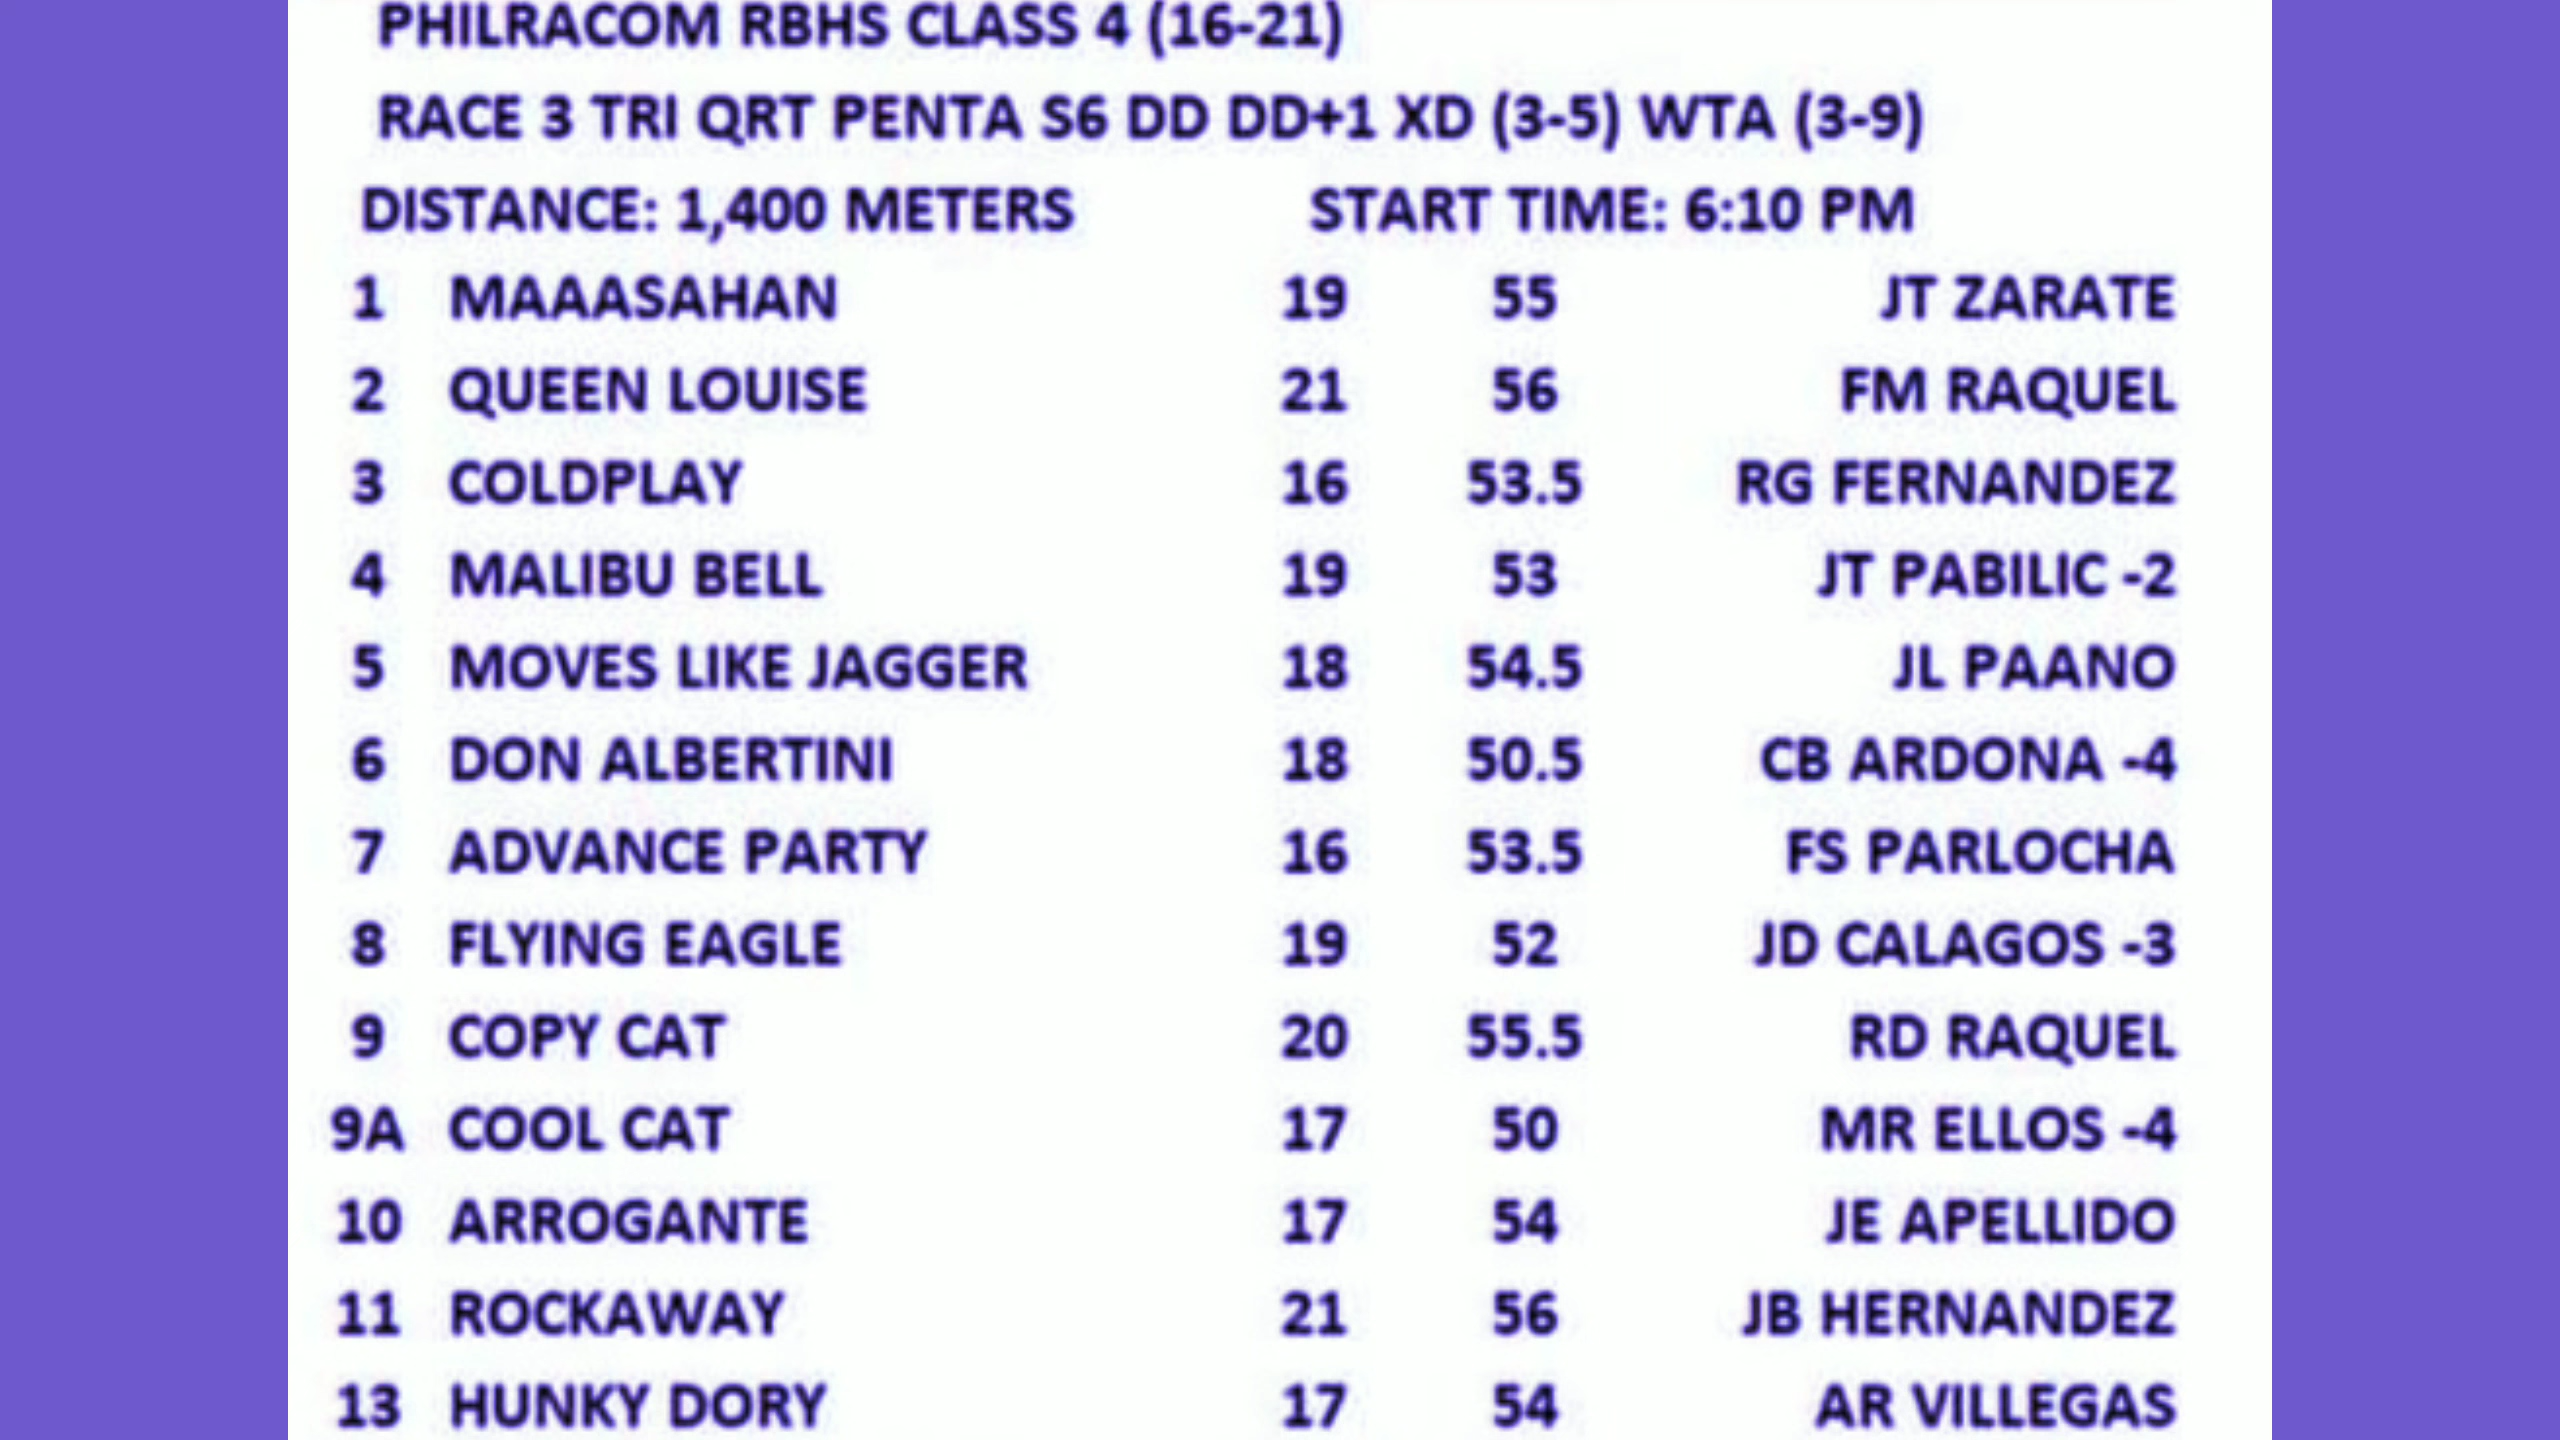 PHILRACOM RBHS CLASS 4 (16-21)
RACE 3 TRI QRT PENTA S6 DD DD+1 XD (3-5) WTA (3-9)
DISTANCE: 1,400 METERS START TIME: 6:10 PM
1 MAAASAHAN 19 55 JT ZARATE
2 QUEEN LOUISE 21 56 FM RAQUEL
3 COLDPLAY 16 53.5 RG FERNANDEZ
4 MALIBU BELL 19 53 JT PABILIC -2
5 MOVES LIKE JAGGER 18 54.5 JL PAANO
6 DON ALBERTINI 18 50.5 CB ARDONA -4
7 ADVANCE PARTY 16 53.5 FS PARLOCHA
8 FLYING EAGLE 19 52 JD CALAGOS -3
9 COPY CAT 20 55.5 RD RAQUEL
9A COOL CAT 17 50 MR ELLOS -4
10 ARROGANTE 17 54 JE APELLIDO
11 ROCKAWAY 21 56 JB HERNANDEZ
13 HUNKY DORY 17 54 AR VILLEGAS